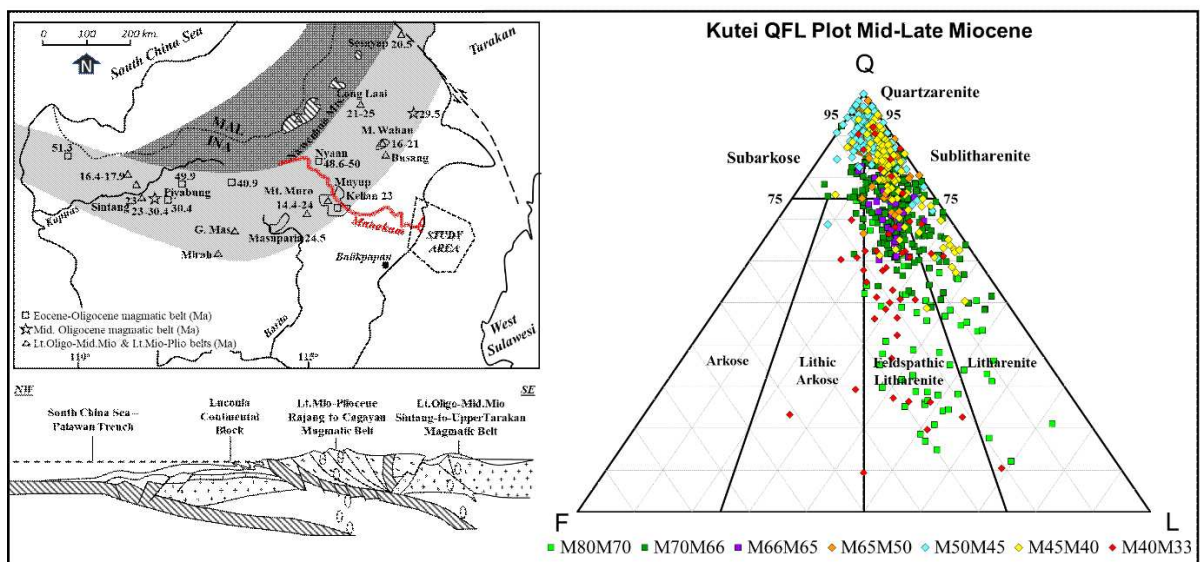 0 100 200 km.
N
South China Sea
Sesayap 20.5
Turakan
Long Laai
21-25
29.5
MAL
INA
M. Wahau
16-21
Busang
Nyaan
48.6-50
51.3
16.4-17.9
49.9
Piyabung
40.9
Muyup
Kelian 23
Mt. Muro
14.4-24
Sintang
23
23-30.4
30.4
Kapuas
Mahakam
G. Mas
Masuparia 24.5
STUDY
AREA
Mirah
Balikpapan
Barito
West
Sulawesi
Eocene-Oligocene magmatic belt (Ma)
Mid. Oligocene magmatic belt (Ma)
Lt.Oligo-Mid.Mio & Lt.Mio-Plio belts (Ma)
110°
NW
SE
South China Sea–
Palawan Trench
Luconia
Continental
Block
Lt.Mio-Pliocene
Rajang to Cagayan
Magmatic Belt
Lt.Oligo-Mid.Mio
Sintang-to-UpperTarakan
Magmatic Belt
Kutei QFL Plot Mid-Late Miocene
Q
Quartzarenite
95
95
Subarkose
Sublitharenite
75
75
Arkose
Lithic
Arkose
Feldspathic
Litharenite
Litharenite
F
L
M80M70 M70M66 M66M65 M65M50 M50M45 M45M40 M40M33